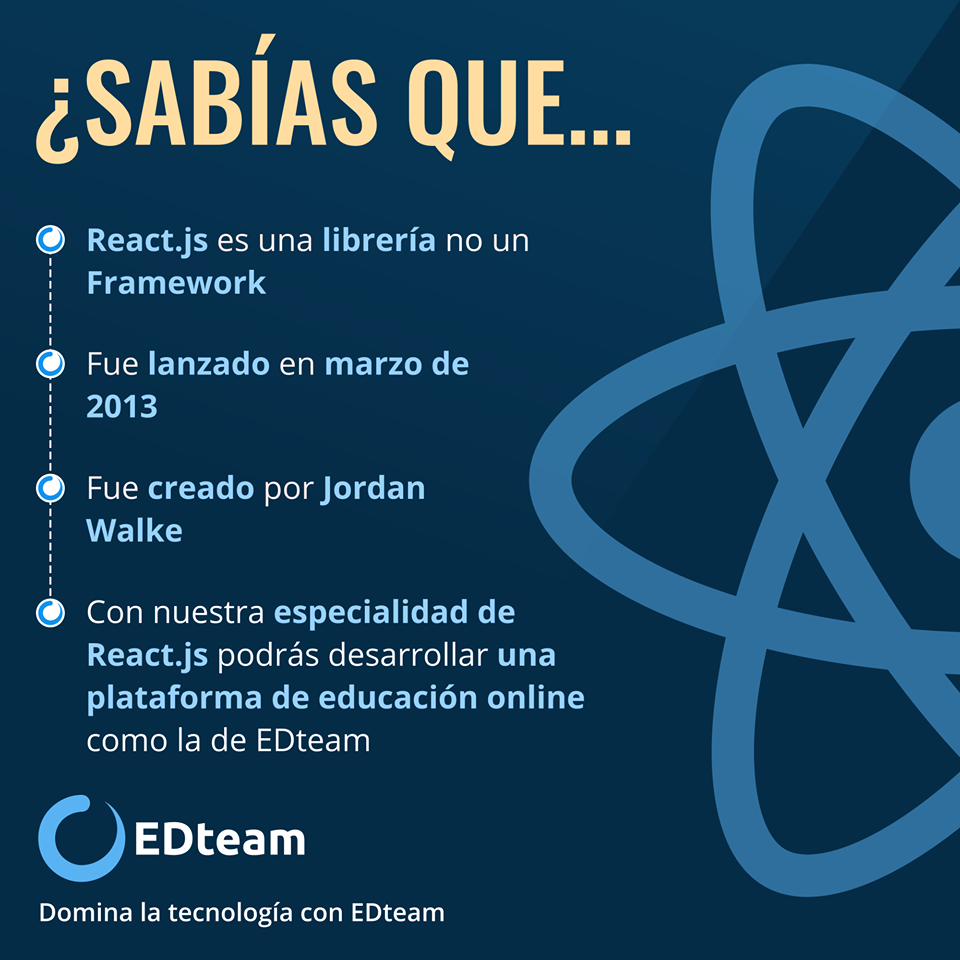 ¿SABÍAS QUE...
React.js es una librería no un
Framework
Fue lanzado en marzo de
2013
Fue creado por Jordan
Walke
Con nuestra especialidad de
React.js podrás desarrollar una
plataforma de educación online
como la de EDteam
EDteam
Domina la tecnología con EDteam